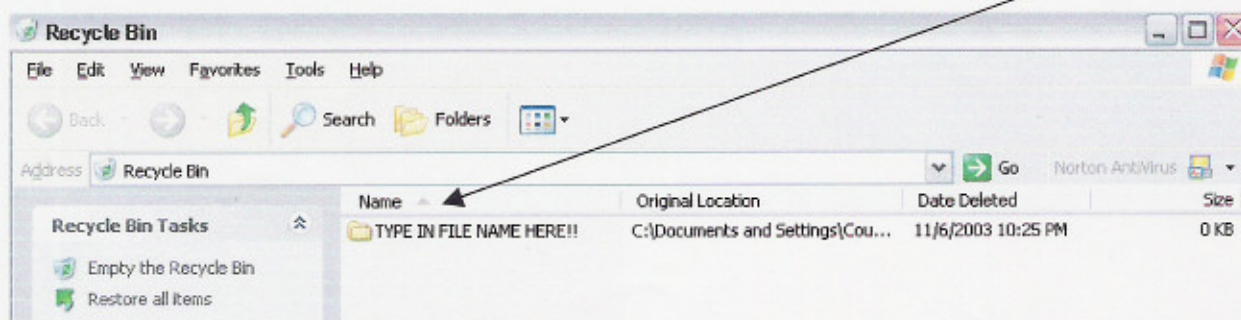 Recycle Bin
File Edit View Favorites Tools Help
Back Search Folders
Address Recycle Bin Go Norton AntiVirus
Name Original Location Date Deleted Size
Recycle Bin Tasks TYPE IN FILE NAME HERE!! C:\Documents and Settings\Cou... 11/6/2003 10:25 PM 0 KB
Empty the Recycle Bin
Restore all items